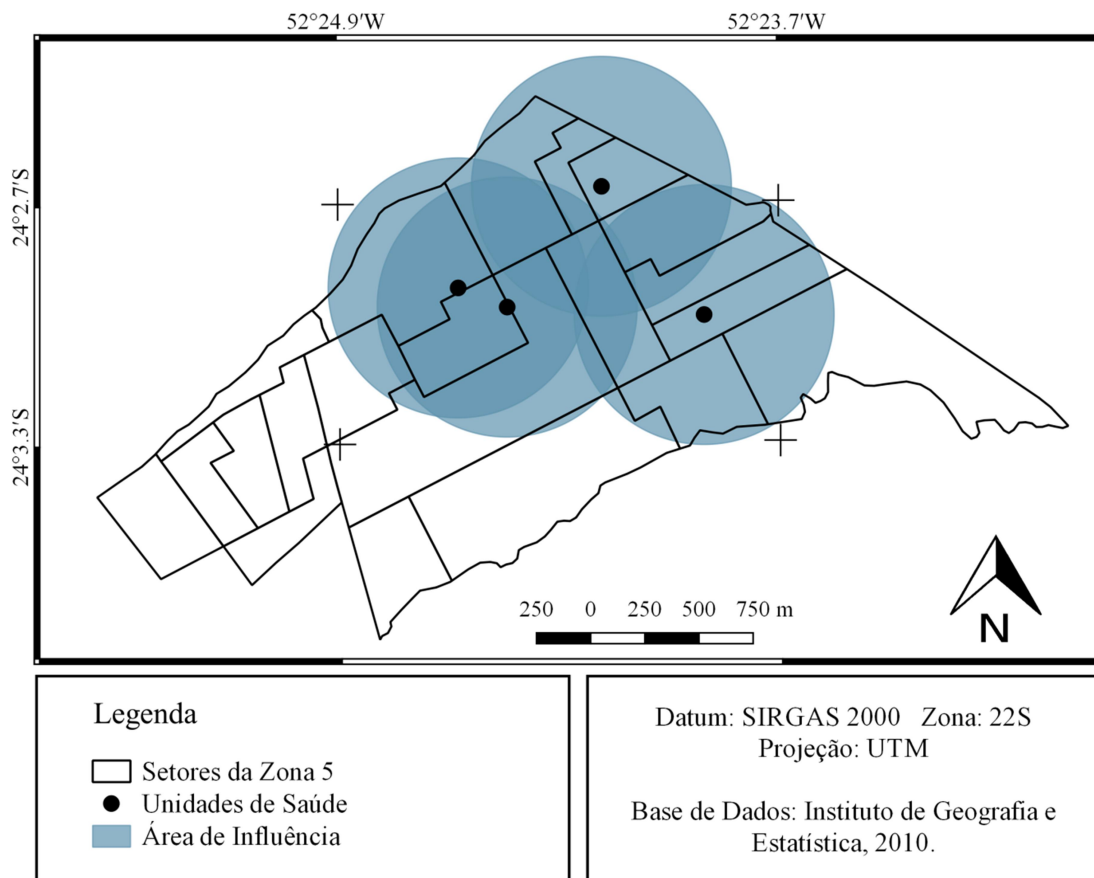 52°24.9'W
52°23.7'W
24°2.7'S
24°3.3'S
250 0 250 500 750 m
N
Legenda
Setores da Zona 5
Unidades de Saúde
Área de Influência
Datum: SIRGAS 2000 Zona: 22S
Projeção: UTM
Base de Dados: Instituto de Geografia e
Estatística, 2010.